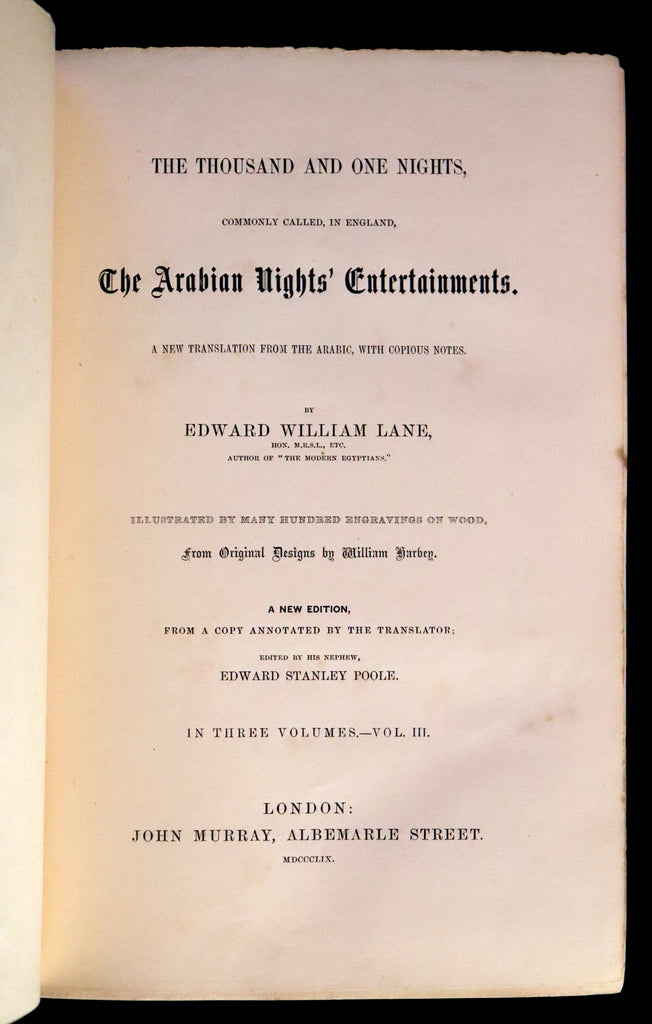 THE THOUSAND AND ONE NIGHTS,
COMMONLY CALLED, IN ENGLAND,
The Arabian Nights' Entertainments.
A NEW TRANSLATION FROM THE ARABIC, WITH COPIOUS NOTES.
BY
EDWARD WILLIAM LANE,
HON. M.R.S.L., ETC.
AUTHOR OF "THE MODERN EGYPTIANS."
ILLUSTRATED BY MANY HUNDRED ENGRAVINGS ON WOOD,
From Original Designs by William Harvey.
A NEW EDITION,
FROM A COPY ANNOTATED BY THE TRANSLATOR;
EDITED BY HIS NEPHEW,
EDWARD STANLEY POOLE.
IN THREE VOLUMES.—VOL. III.
LONDON:
JOHN MURRAY, ALBEMARLE STREET.
MDCCCLIX.